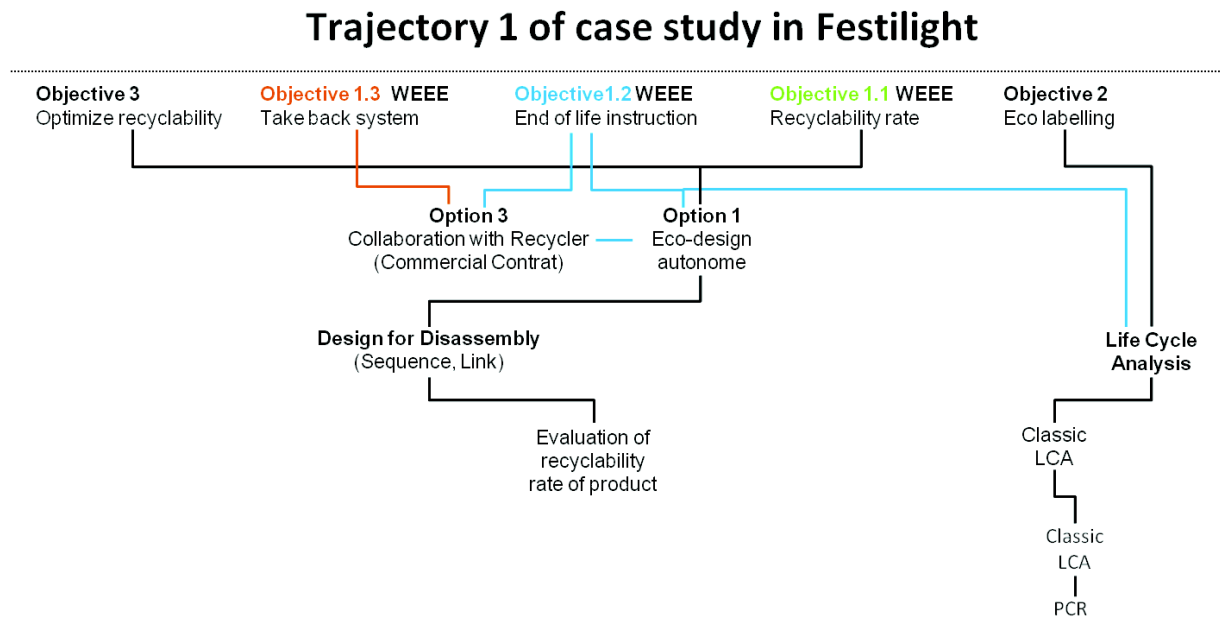 Trajectory 1 of case study in Festilight
Objective 3
Optimize recyclability
Objective 1.3 WEEE
Take back system
Objective1.2 WEEE
End of life instruction
Objective 1.1 WEEE
Recyclability rate
Objective 2
Eco labelling
Option 3
Collaboration with Recycler
(Commercial Contrat)
Option 1
Eco-design
autonome
Design for Disassembly
(Sequence, Link)
Life Cycle
Analysis
Evaluation of
recyclability
rate of product
Classic
LCA
Classic
LCA
PCR